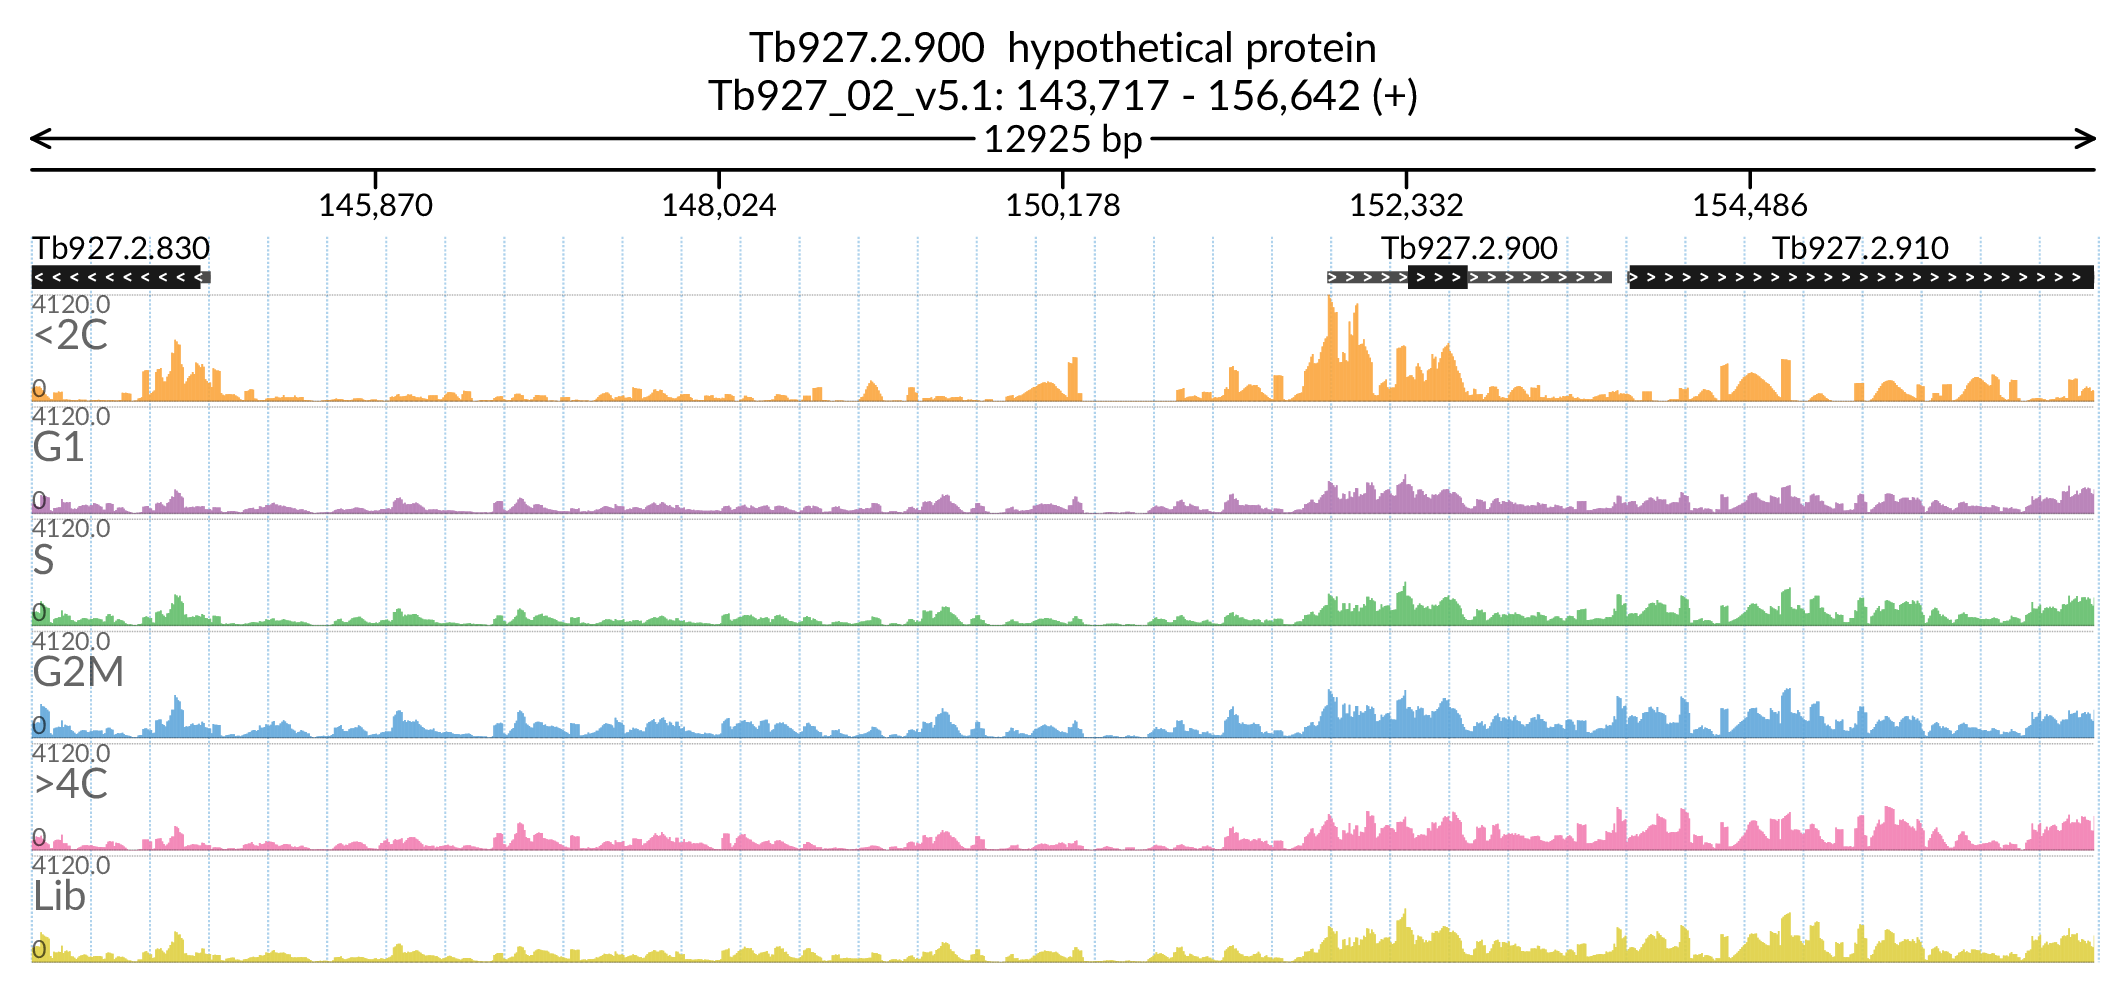 Tb927.2.900 hypothetical protein
Tb927_02_v5.1: 143,717 - 156,642 (+)
12925 bp
145,870 148,024 150,178 152,332 154,486
Tb927.2.830 Tb927.2.900 Tb927.2.910
4120.0
<2C
0
4120.0
G1
0
4120.0
S
0
4120.0
G2M
0
4120.0
>4C
0
4120.0
Lib
0